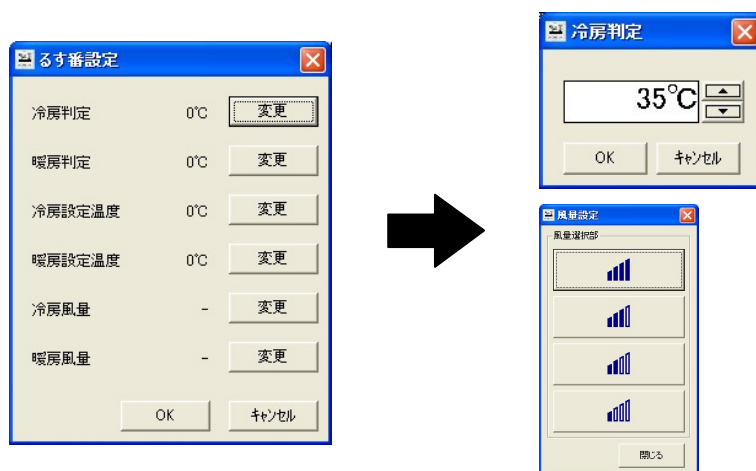 るす番設定
冷房判定 0℃ 変更
暖房判定 0℃ 変更
冷房設定温度 0℃ 変更
暖房設定温度 0℃ 変更
冷房風量 - 変更
暖房風量 - 変更
OK キャンセル
冷房判定
35℃
OK キャンセル
風量設定
風量選択部
閉じる